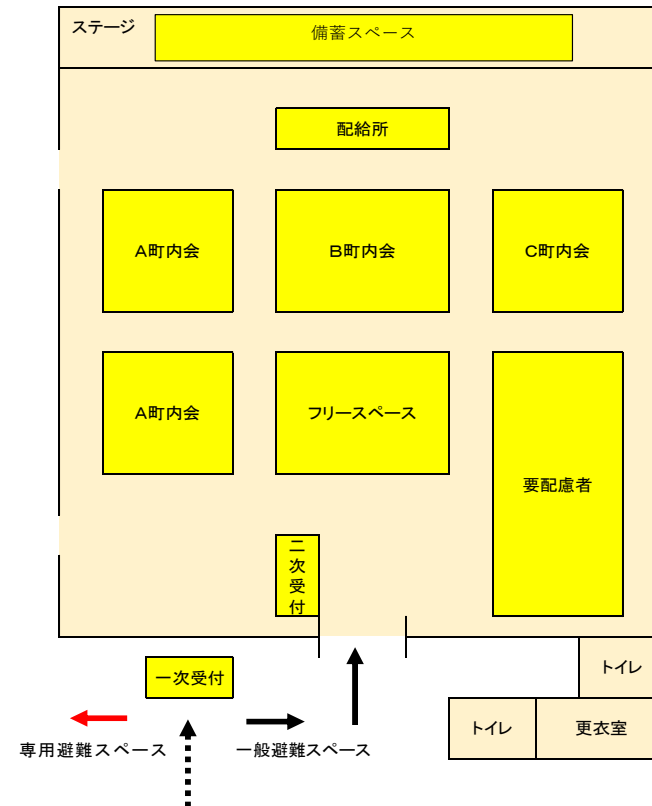 ステージ
備蓄スペース
配給所
A町内会
B町内会
C町内会
A町内会
フリースペース
要配慮者
二次受付
一次受付
トイレ
トイレ
更衣室
専用避難スペース
一般避難スペース